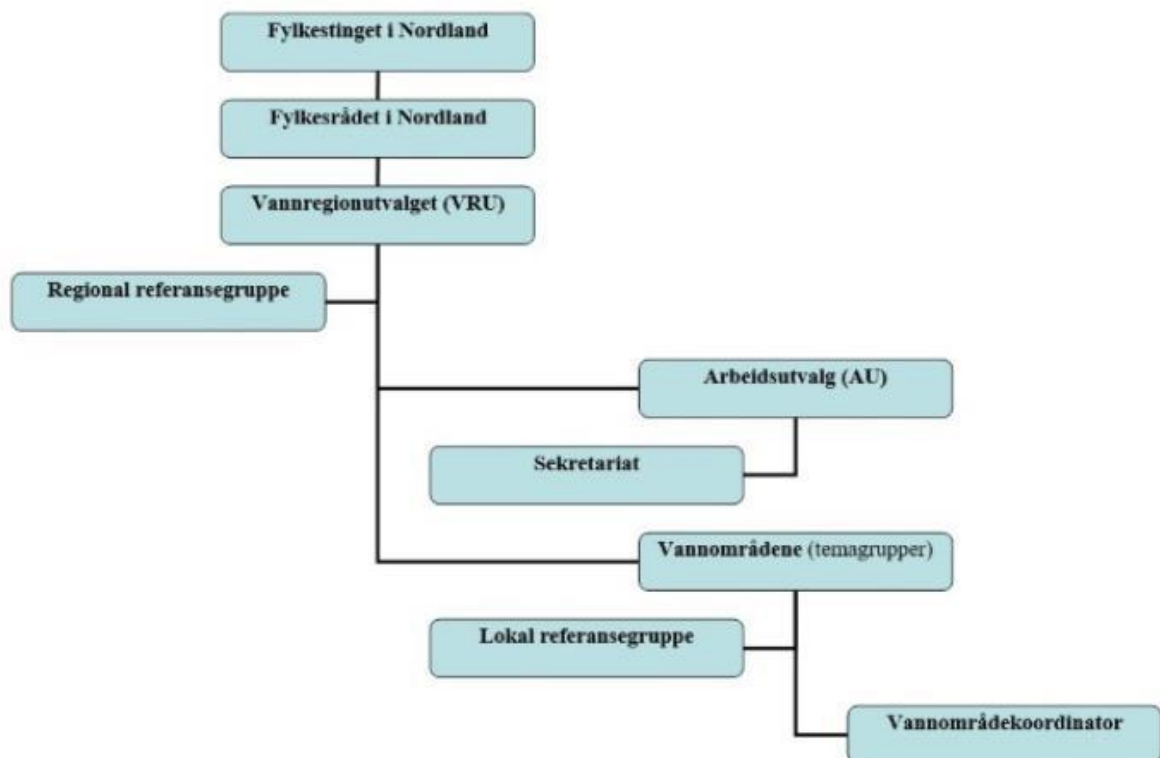 Fylkestinget i Nordland
Fylkesrådet i Nordland
Vannregionutvalget (VRU)
Regional referansegruppe
Arbeidsutvalg (AU)
Sekretariat
Vannområdene (temagrupper)
Lokal referansegruppe
Vannområdekoordinator